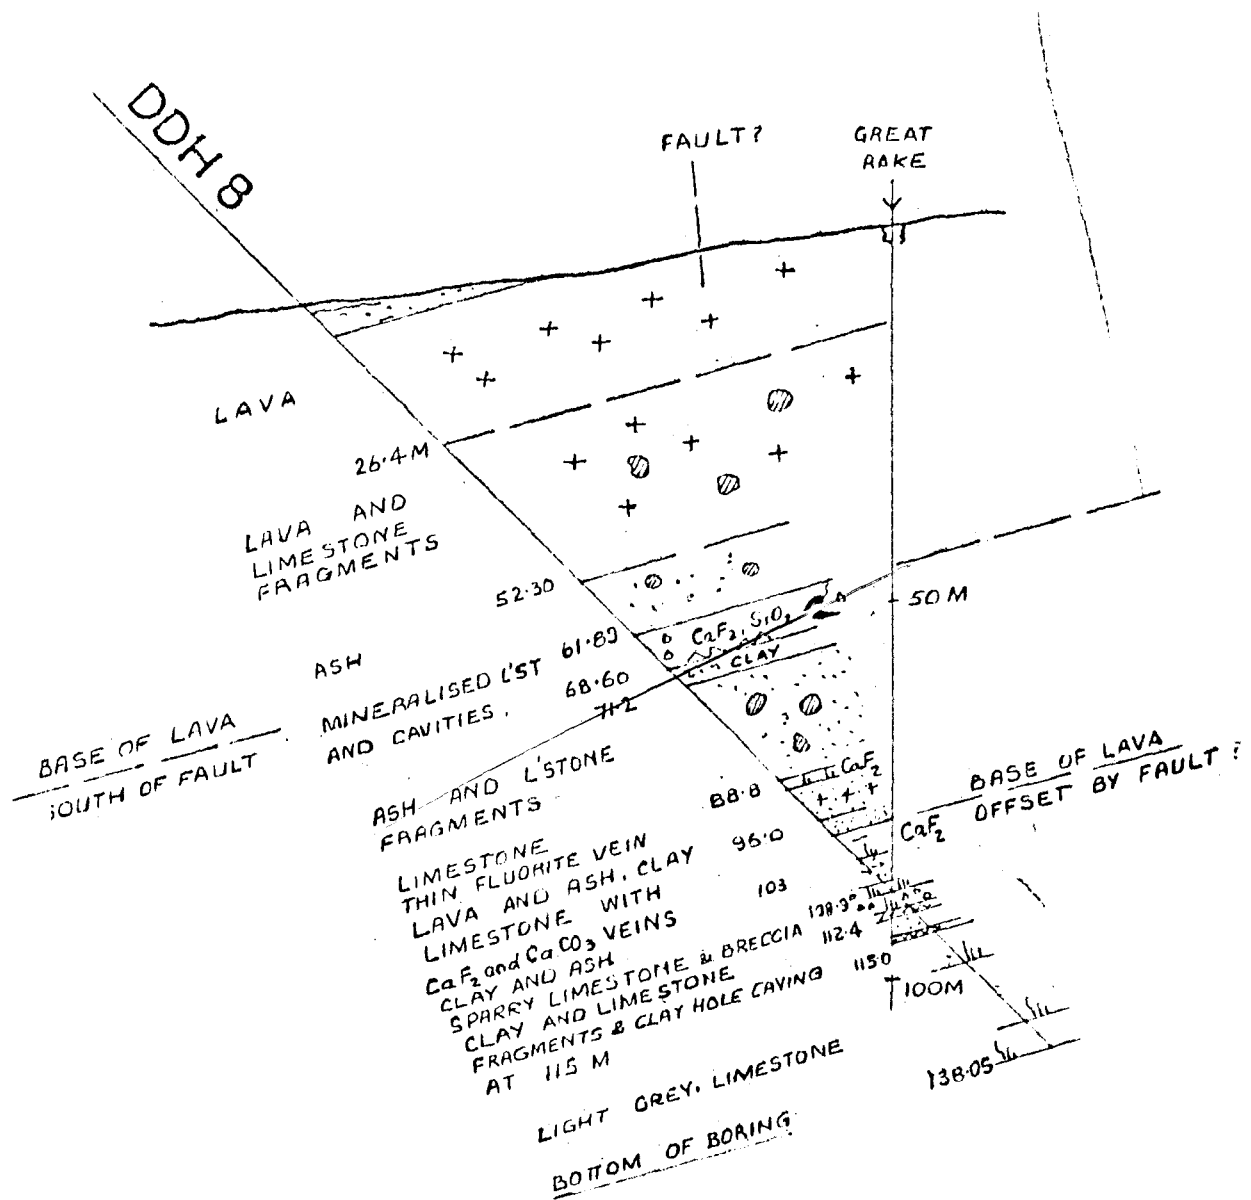 DDH 8
FAULT?
GREAT
RAKE
LAVA
26.4M
LAVA AND
LIMESTONE
FRAGMENTS
52.30
50M
ASH
61.89
CaF2, SiO2
CLAY
MINERALISED L'ST
AND CAVITIES.
68.60
71.2
BASE OF LAVA
SOUTH OF FAULT
ASH AND L'STONE
FRAGMENTS
88.8
CaF2
BASE OF LAVA
OFFSET BY FAULT?
CaF2
LIMESTONE
THIN FLUORITE VEIN
LAVA AND ASH, CLAY
96.0
LIMESTONE WITH
CaF2 and CaCO3 VEINS
103
CLAY AND ASH
SPARRY LIMESTONE & BRECCIA
CLAY AND LIMESTONE
112.4
FRAGMENTS & CLAY HOLE CAVING
AT 115 M
115.0
100M
LIGHT GREY, LIMESTONE
138.05
BOTTOM OF BORING